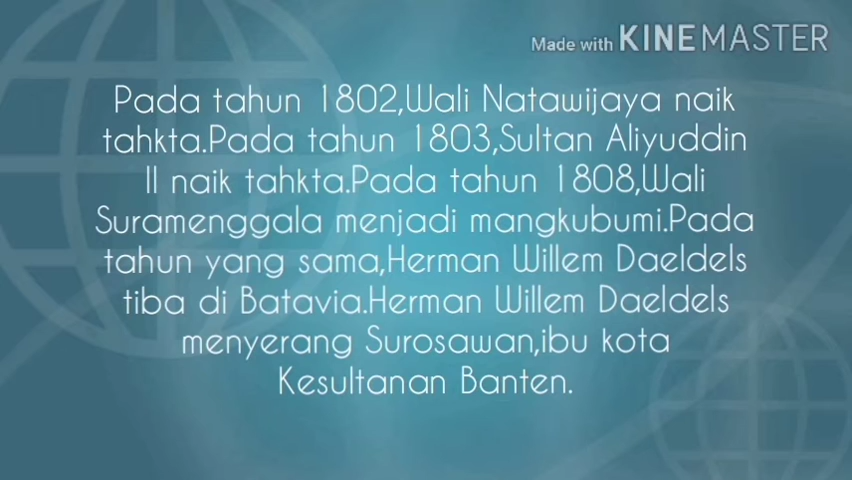 Made with KINEMASTER
Pada tahun 1802,Wali Natawijaya naik
tahkta.Pada tahun 1803,Sultan Aliyuddin
II naik tahkta.Pada tahun 1808,Wali
Suramenggala menjadi mangkubumi.Pada
tahun yang sama,Herman Willem Daeldels
tiba di Batavia.Herman Willem Daeldels
menyerang Surosawan,ibu kota
Kesultanan Banten.